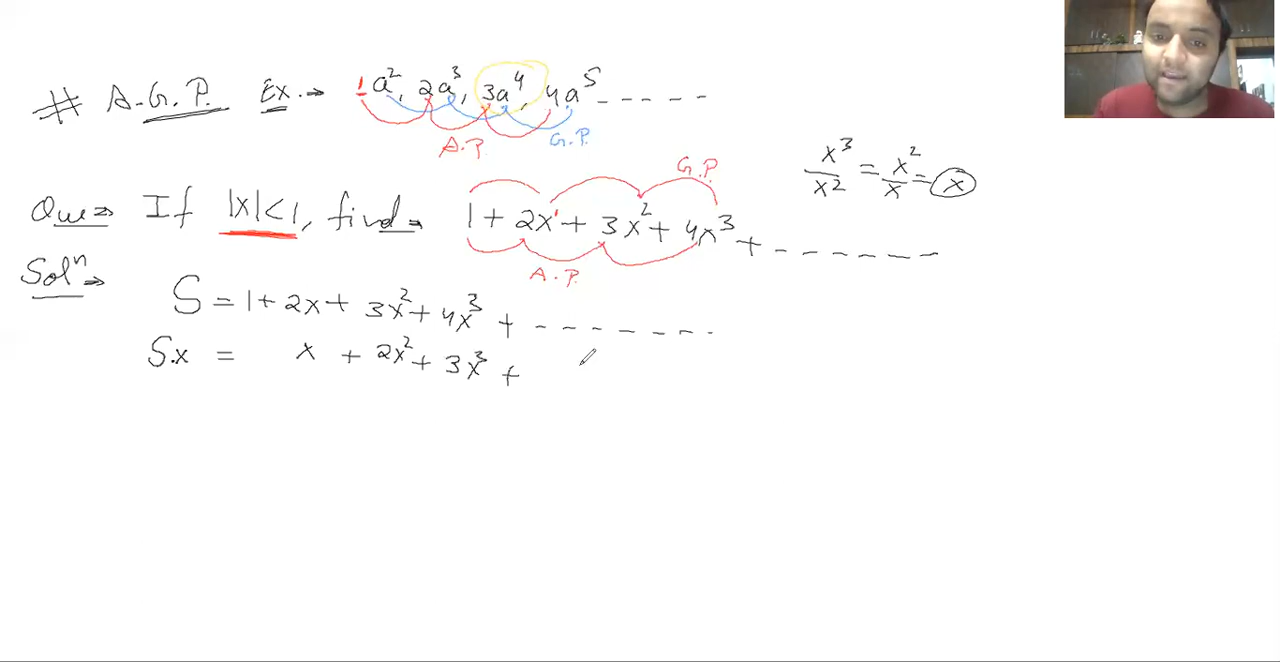 # A.G.P. Ex.→ 1a², 2a³, 3a⁴, 4a⁵ - - - - -
A.P G.P.
x³/x² = x²/x = x
G.P.
Que⇒ If |x|<1, find→ 1 + 2x¹ + 3x² + 4x³ + - - - - - -
A.P.
Solⁿ⇒
S = 1 + 2x + 3x² + 4x³ + - - - - - - -
S.x = x + 2x² + 3x³ +